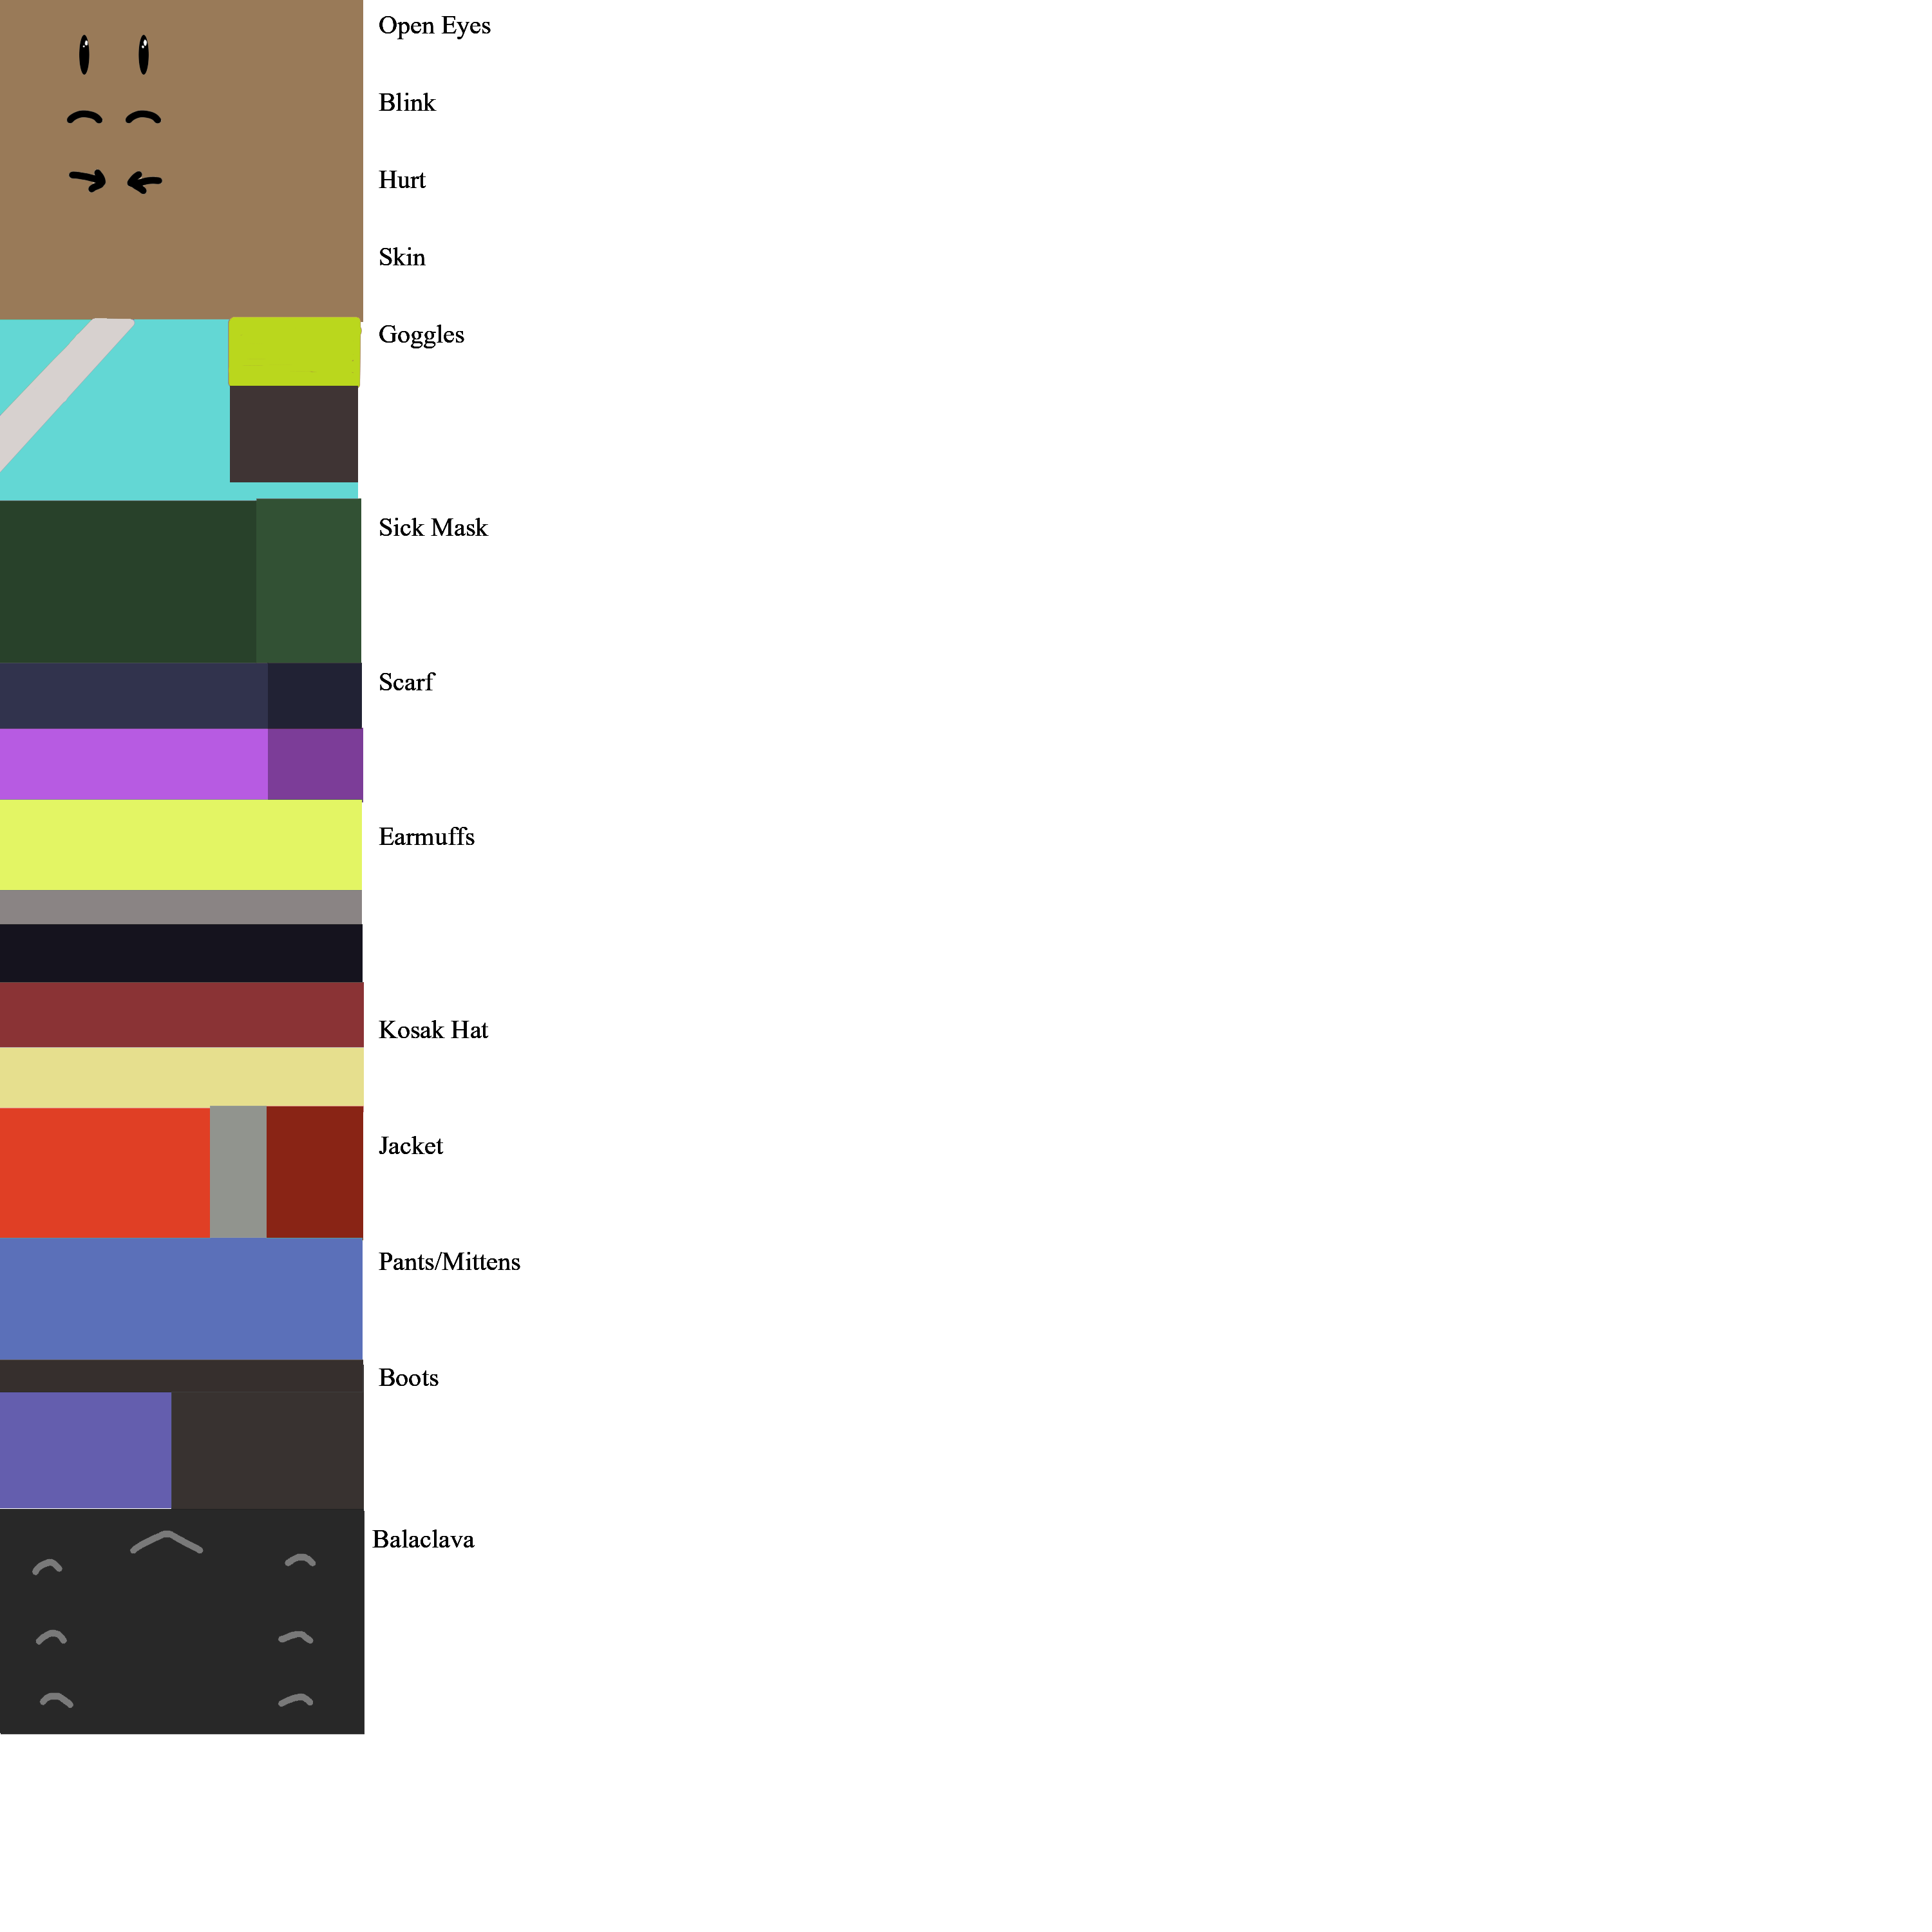 Open Eyes
Blink
Hurt
Skin
Goggles
Sick Mask
Scarf
Earmuffs
Kosak Hat
Jacket
Pants/Mittens
Boots
Balaclava